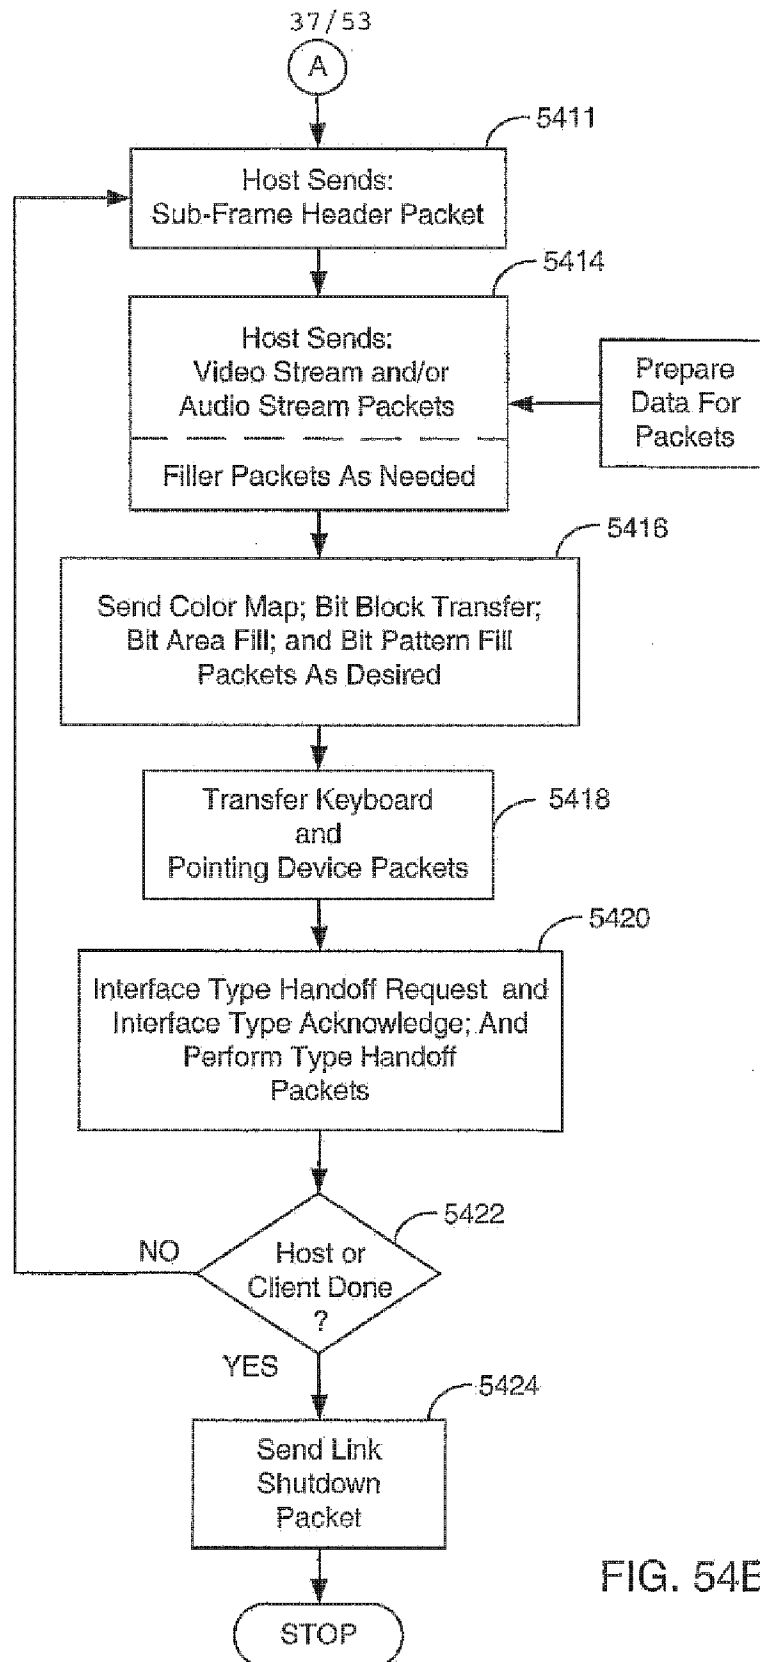 37/53
A
5411
Host Sends:
Sub-Frame Header Packet
5414
Host Sends:
Video Stream and/or
Audio Stream Packets
Filler Packets As Needed
Prepare
Data For
Packets
5416
Send Color Map; Bit Block Transfer;
Bit Area Fill; and Bit Pattern Fill
Packets As Desired
5418
Transfer Keyboard
and
Pointing Device Packets
5420
Interface Type Handoff Request and
Interface Type Acknowledge; And
Perform Type Handoff
Packets
5422
NO
Host or
Client Done
?
YES
5424
Send Link
Shutdown
Packet
FIG. 54B
STOP